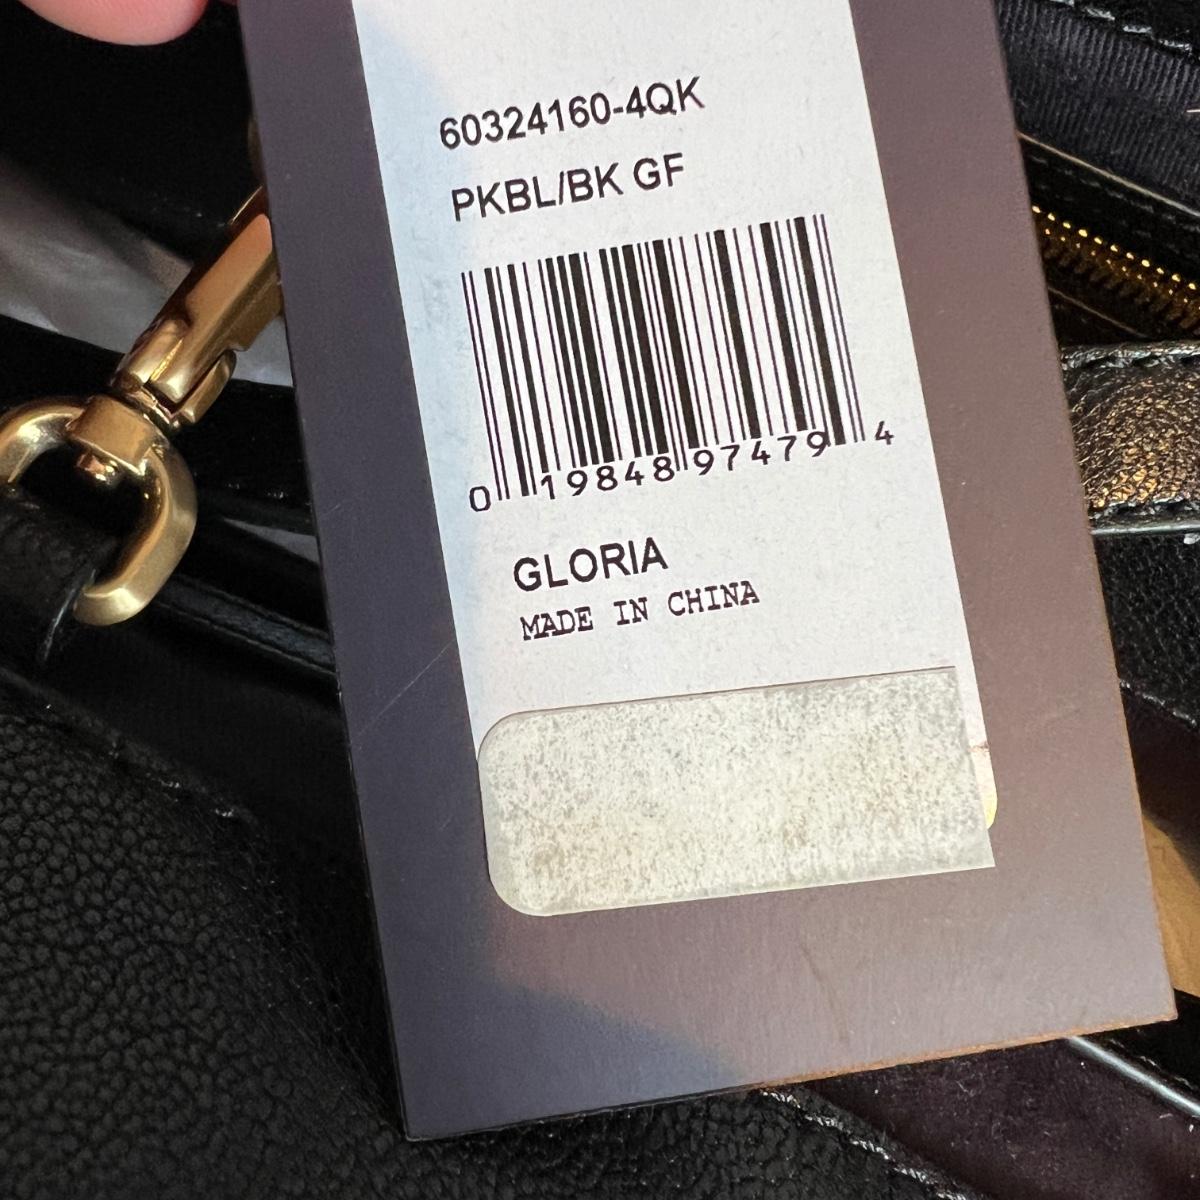 60324160-4QK
PKBL/BK GF
0 19848 97479 4
GLORIA
MADE IN CHINA